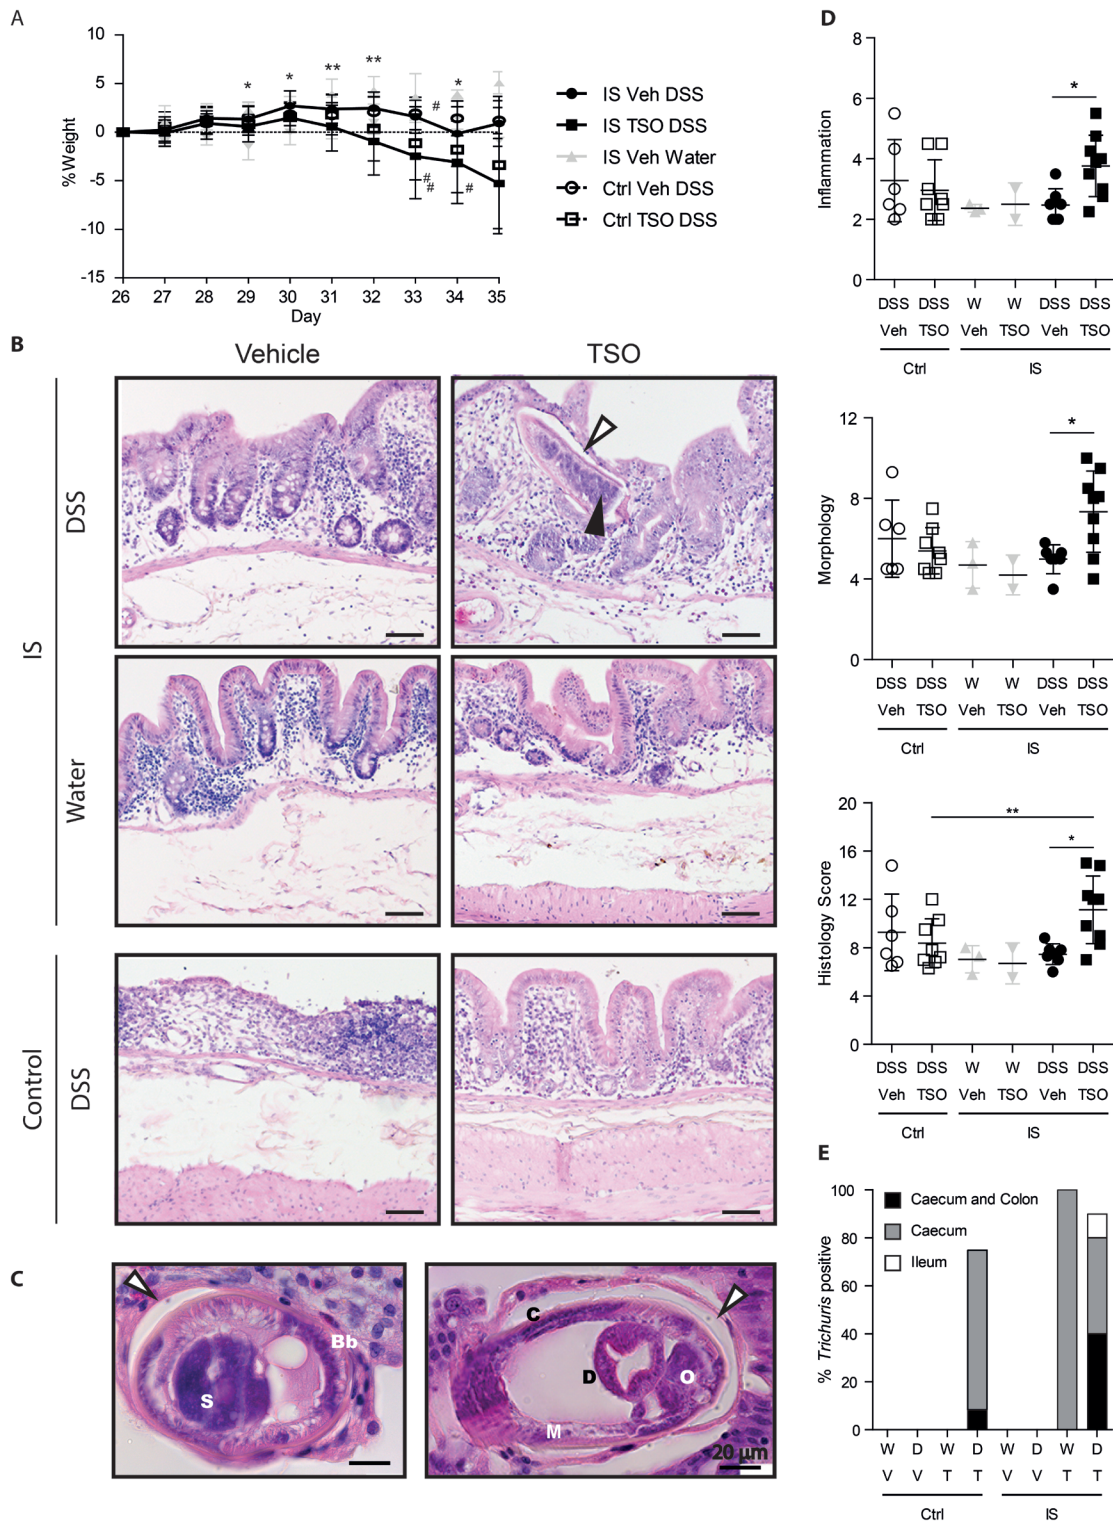 A
%Weight
10
5
0
-5
-10
-15
26 27 28 29 30 31 32 33 34 35
Day
* * ** ** *
#
#
#
#
IS Veh DSS
IS TSO DSS
IS Veh Water
Ctrl Veh DSS
Ctrl TSO DSS
B
Vehicle TSO
IS
DSS
Water
Control
DSS
C
S
Bb
C
D
O
M
20 µm
D
Inflammation
8
6
4
2
0
*
DSS DSS W W DSS DSS
Veh TSO Veh TSO Veh TSO
Ctrl IS
Morphology
12
8
4
0
*
DSS DSS W W DSS DSS
Veh TSO Veh TSO Veh TSO
Ctrl IS
Histology Score
20
16
12
8
4
0
**
*
DSS DSS W W DSS DSS
Veh TSO Veh TSO Veh TSO
Ctrl IS
E
% Trichuris positive
100
80
60
40
20
0
Caecum and Colon
Caecum
Ileum
W D W D W D W D
V V T T V V T T
Ctrl IS